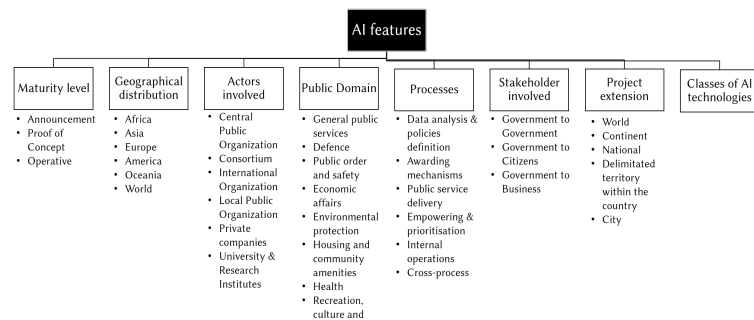 AI features
Maturity level
• Announcement
• Proof of
Concept
• Operative
Geographical
distribution
• Africa
• Asia
• Europe
• America
• Oceania
• World
Actors
involved
• Central
Public
Organization
• Consortium
• International
Organization
• Local Public
Organization
• Private
companies
• University &
Research
Institutes
Public Domain
• General public
services
• Defence
• Public order
and safety
• Economic
affairs
• Environmental
protection
• Housing and
community
amenities
• Health
• Recreation,
culture and
Processes
• Data analysis &
policies
definition
• Awarding
mechanisms
• Public service
delivery
• Empowering &
prioritisation
• Internal
operations
• Cross-process
Stakeholder
involved
• Government to
Government
• Government to
Citizens
• Government to
Business
Project
extension
• World
• Continent
• National
• Delimitated
territory
within the
country
• City
Classes of AI
technologies